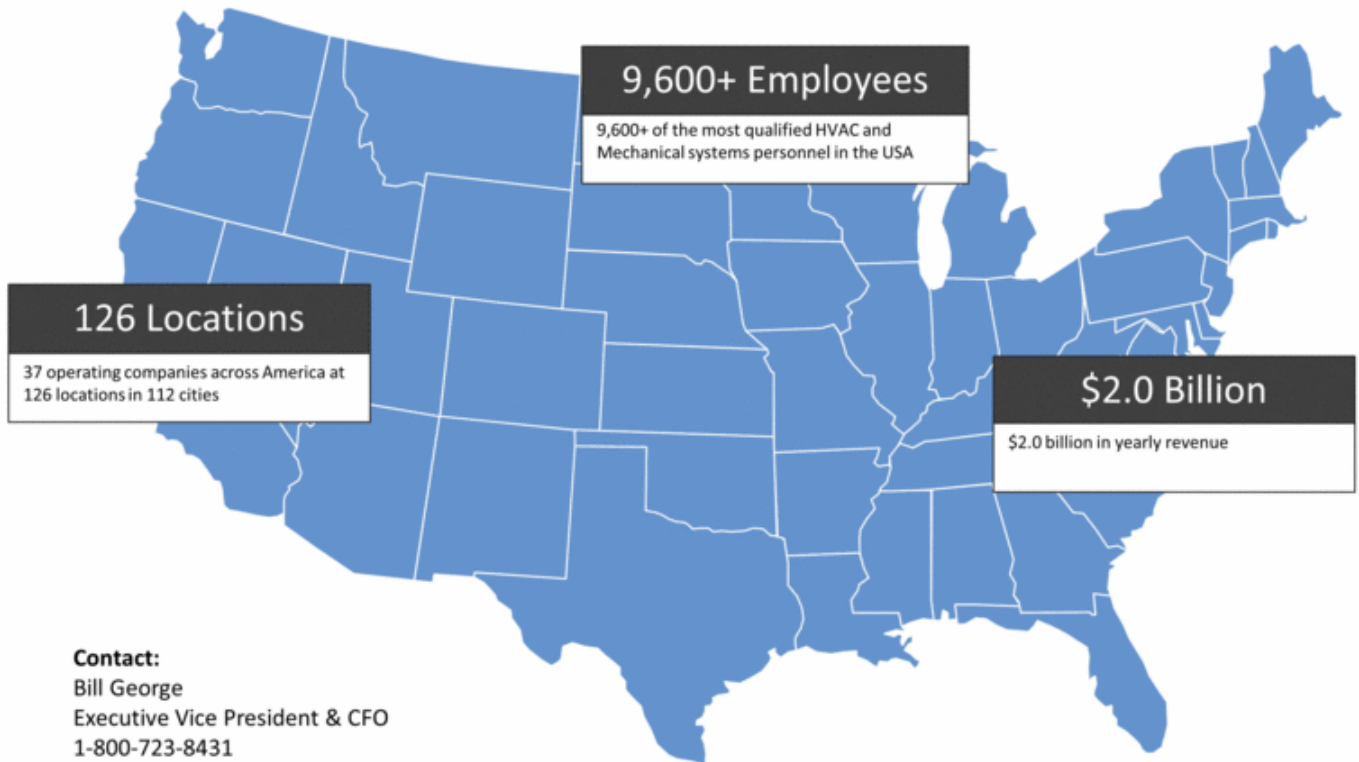 9,600+ Employees
9,600+ of the most qualified HVAC and
Mechanical systems personnel in the USA
126 Locations
37 operating companies across America at
126 locations in 112 cities
$2.0 Billion
$2.0 billion in yearly revenue
Contact:
Bill George
Executive Vice President & CFO
1-800-723-8431